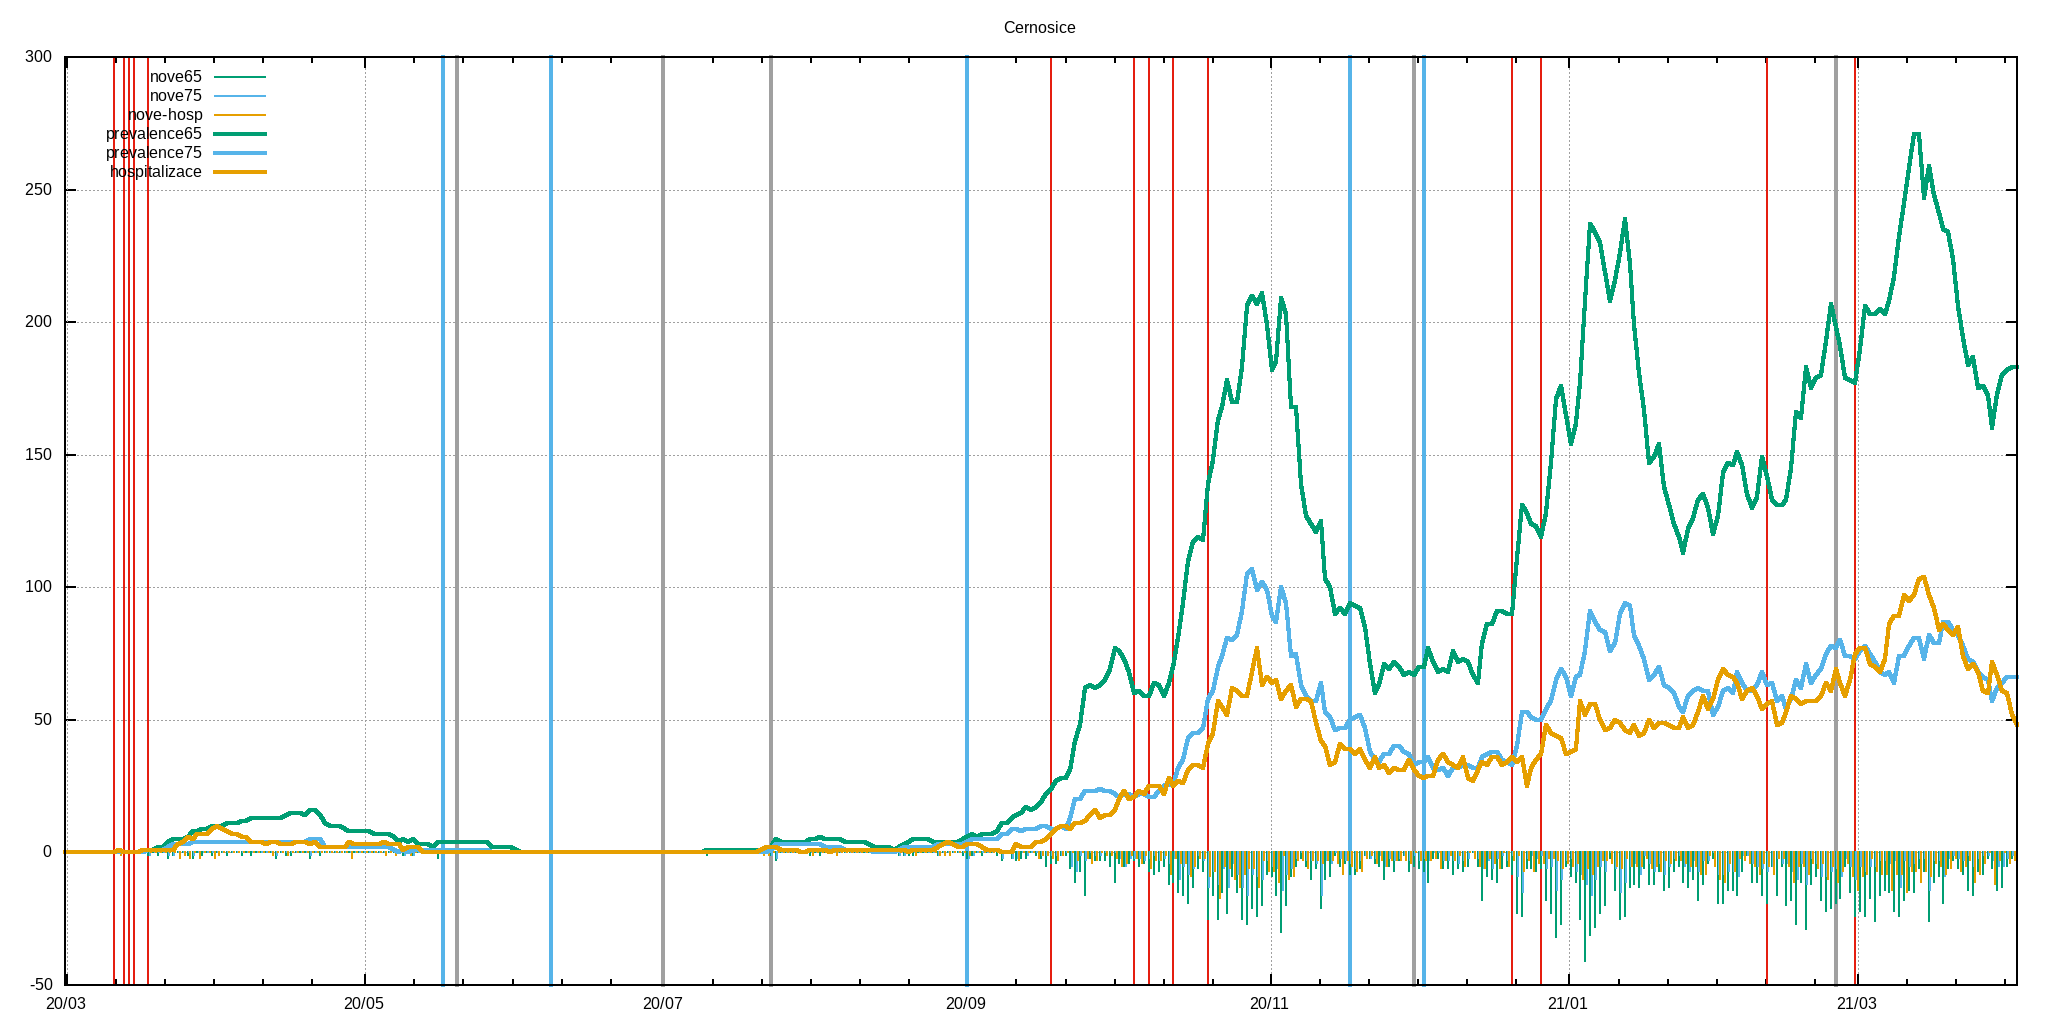 Cernosice
300
nove65
nove75
nove-hosp
prevalence65
prevalence75
hospitalizace
250
200
150
100
50
0
-50
20/03 20/05 20/07 20/09 20/11 21/01 21/03